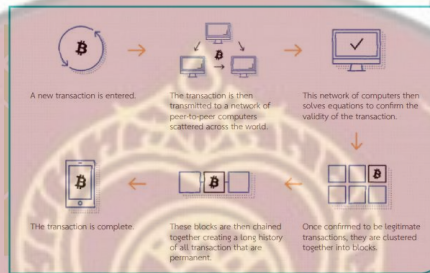 A new transaction is entered.
The transaction is then
transmitted to a network of
peer-to-peer computers
scattered across the world.
This network of computers then
solves equations to confirm the
validity of the transaction.
THe transaction is complete.
These blocks are then chained
together creating a long history
of all transaction that are
permanent.
Once confirmed to be legitimate
transactions, they are clustered
together into blocks.